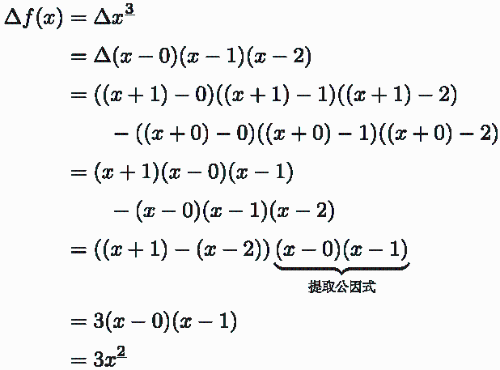 Δf(x) = Δx^{\underline{3}}
= Δ(x − 0)(x − 1)(x − 2)
= ((x + 1) − 0)((x + 1) − 1)((x + 1) − 2)
− ((x + 0) − 0)((x + 0) − 1)((x + 0) − 2)
= (x + 1)(x − 0)(x − 1)
− (x − 0)(x − 1)(x − 2)
= ((x + 1) − (x − 2)) (x − 0)(x − 1)
提取公因式
= 3(x − 0)(x − 1)
= 3x^{\underline{2}}